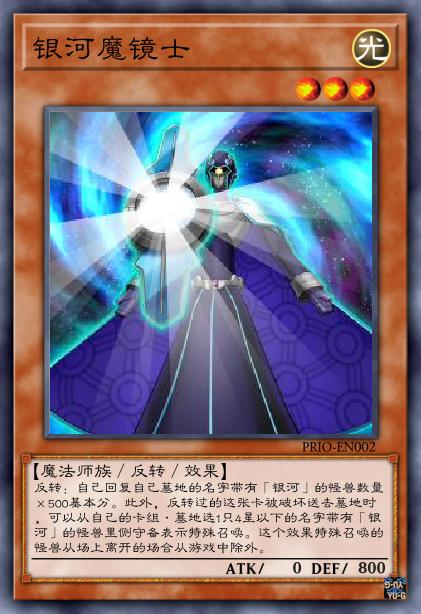 银河魔镜士
光
PRIO-EN002
【魔法师族／反转／效果】
反转：自己回复自己墓地的名字带有「银河」的怪兽数量
×500基本分。此外，反转过的这张卡被破坏送去墓地时
，可以从自己的卡组·墓地选1只4星以下的名字带有「银
河」的怪兽里侧守备表示特殊召唤。这个效果特殊召唤的
怪兽从场上离开的场合从游戏中除外。
ATK/ 0 DEF/ 800